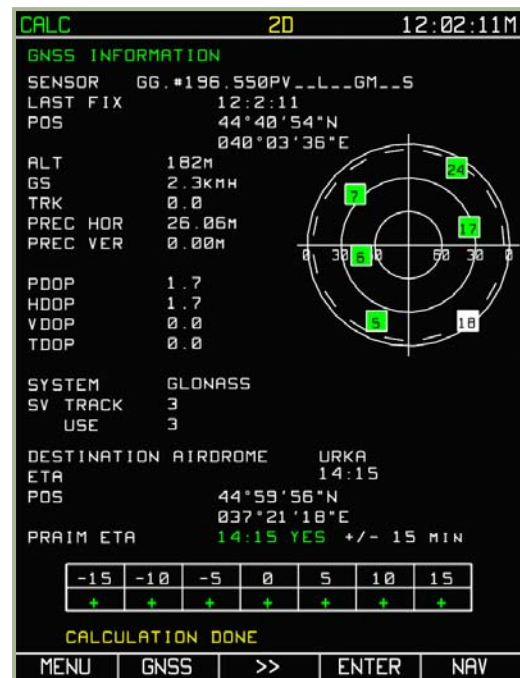 CALC 2D 12:02:11M
GNSS INFORMATION
SENSOR GG.#196.550PV__L__GM__S
LAST FIX 12:2:11
POS 44°40'54"N
040°03'36"E
ALT 182M
GS 2.3KMH
TRK 0.0
PREC HOR 26.06M
PREC VER 0.00M
24
7
17
0 30 6 0 60 30 0
5
18
PDOP 1.7
HDOP 1.7
VDOP 0.0
TDOP 0.0
SYSTEM GLONASS
SV TRACK 3
USE 3
DESTINATION AIRDROME URKA
ETA 14:15
POS 44°59'56"N
037°21'18"E
PRAIM ETA 14:15 YES +/- 15 MIN
-15 -10 -5 0 5 10 15
+ + + + + + +
CALCULATION DONE
MENU GNSS >> ENTER NAV